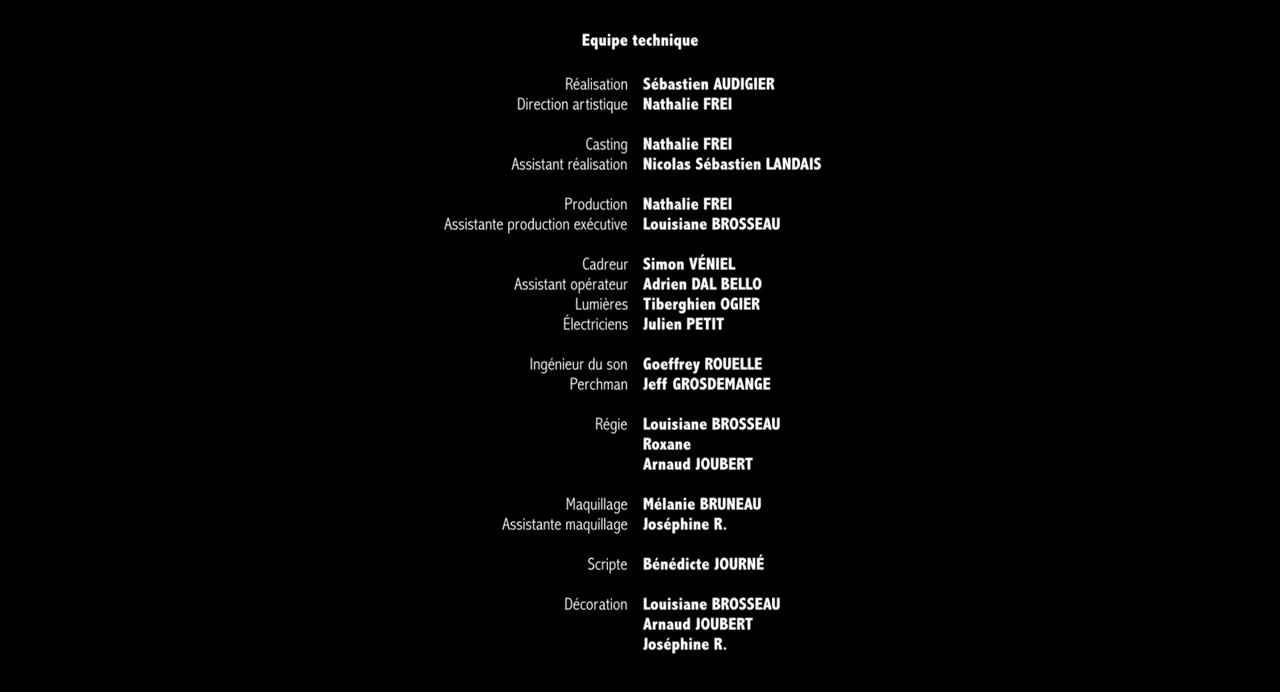 Equipe technique
Réalisation Sébastien AUDIGIER
Direction artistique Nathalie FREI
Casting Nathalie FREI
Assistant réalisation Nicolas Sébastien LANDAIS
Production Nathalie FREI
Assistante production exécutive Louisiane BROSSEAU
Cadreur Simon VÉNIEL
Assistant opérateur Adrien DAL BELLO
Lumières Tiberghien OGIER
Électriciens Julien PETIT
Ingénieur du son Goeffrey ROUELLE
Perchman Jeff GROSDEMANGE
Régie Louisiane BROSSEAU
Roxane
Arnaud JOUBERT
Maquillage Mélanie BRUNEAU
Assistante maquillage Joséphine R.
Scripte Bénédicte JOURNÉ
Décoration Louisiane BROSSEAU
Arnaud JOUBERT
Joséphine R.